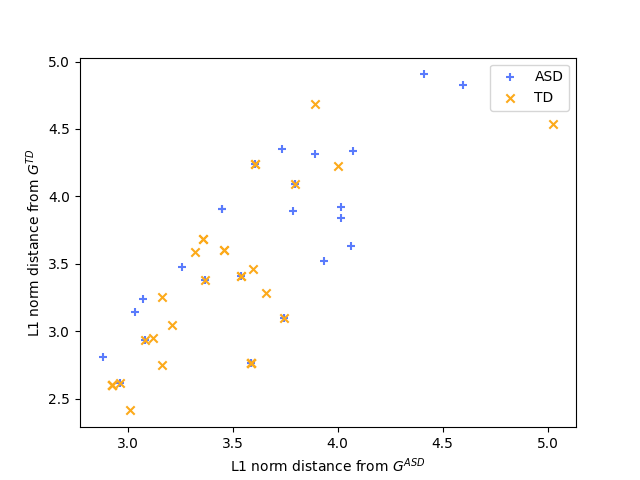 5.0
4.5
4.0
3.5
3.0
2.5
L1 norm distance from G^{TD}
ASD
TD
3.0 3.5 4.0 4.5 5.0
L1 norm distance from G^{ASD}